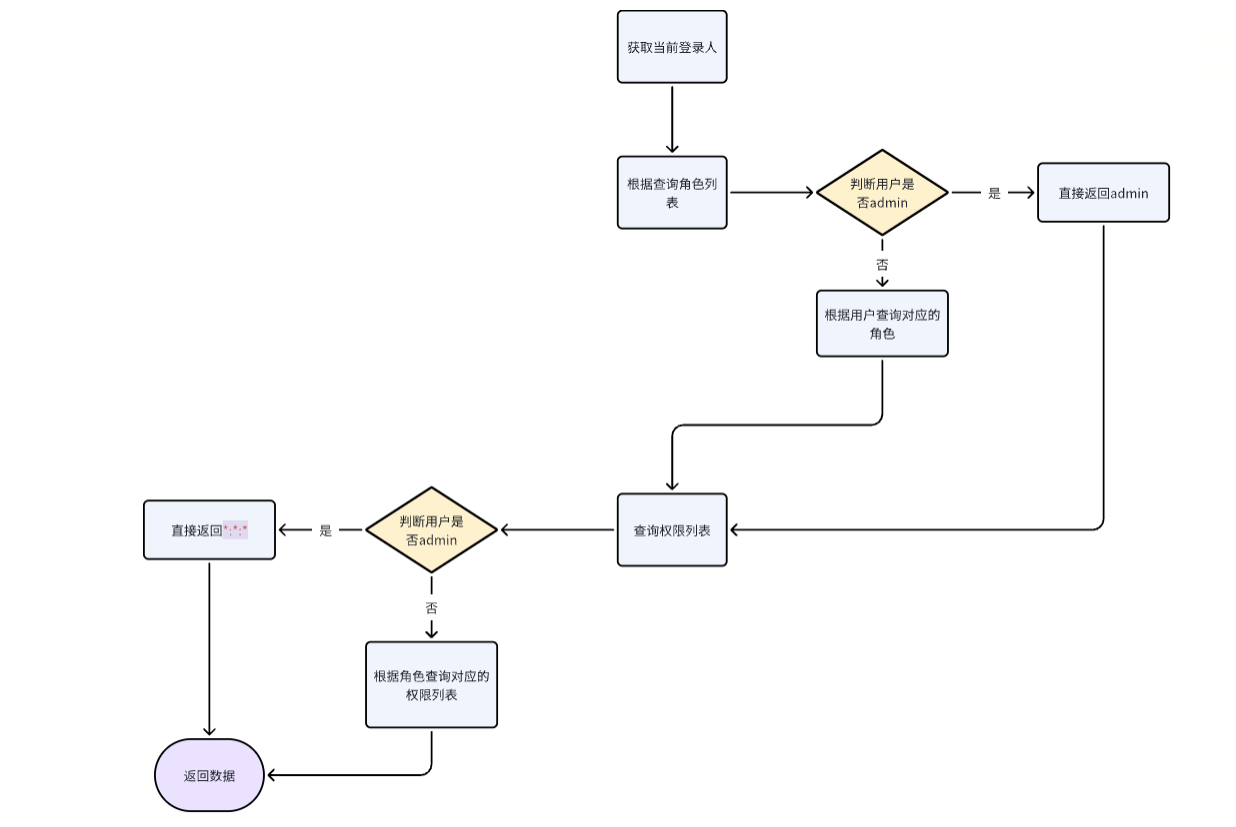 获取当前登录人
根据查询角色列
表
判断用户是
否admin
是
直接返回admin
否
根据用户查询对应的
角色
查询权限列表
判断用户是
否admin
是
直接返回*:*:*
否
根据角色查询对应的
权限列表
返回数据